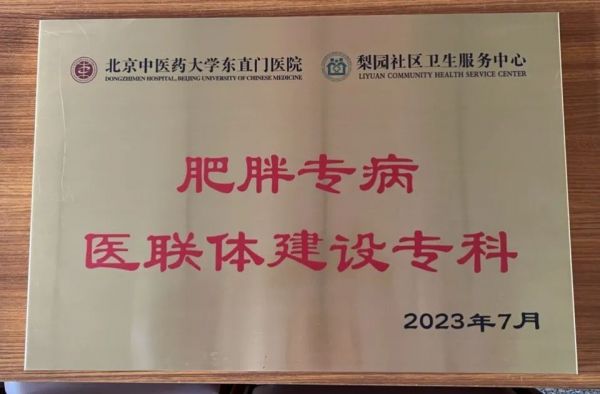 北京中医药大学东直门医院 梨园社区卫生服务中心
DONGZHIMEN HOSPITAL, BEIJING UNIVERSITY OF CHINESE MEDICINE LIYUAN COMMUNITY HEALTH SERVICE CENTER
肥胖专病
医联体建设专科
2023年7月